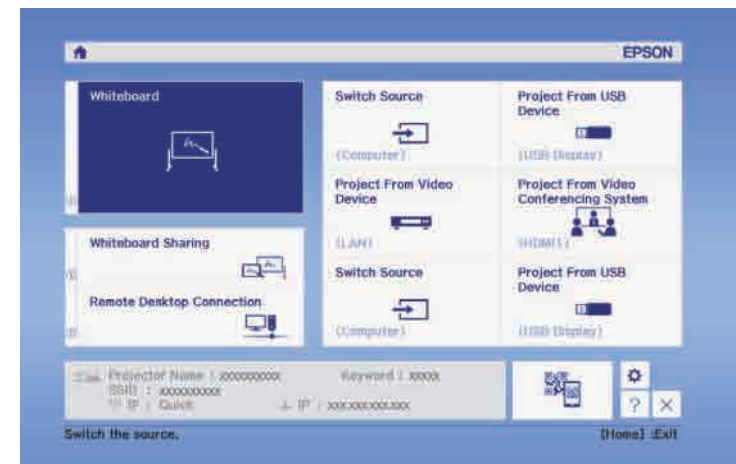 EPSON
Whiteboard
Switch Source
(Computer)
Project From USB
Device
(USB Display)
Project From Video
Device
(LAN)
Project From Video
Conferencing System
(HDMI1)
Whiteboard Sharing
Remote Desktop Connection
Switch Source
(Computer)
Project From USB
Device
(USB Display)
Projector Name : xxxxxxxxxx Keyword : xxxxx
SSID : xxxxxxxxxx
IP : Quick IP : xxx.xxx.xxx.xxx
?
Switch the source.
[Home] :Exit